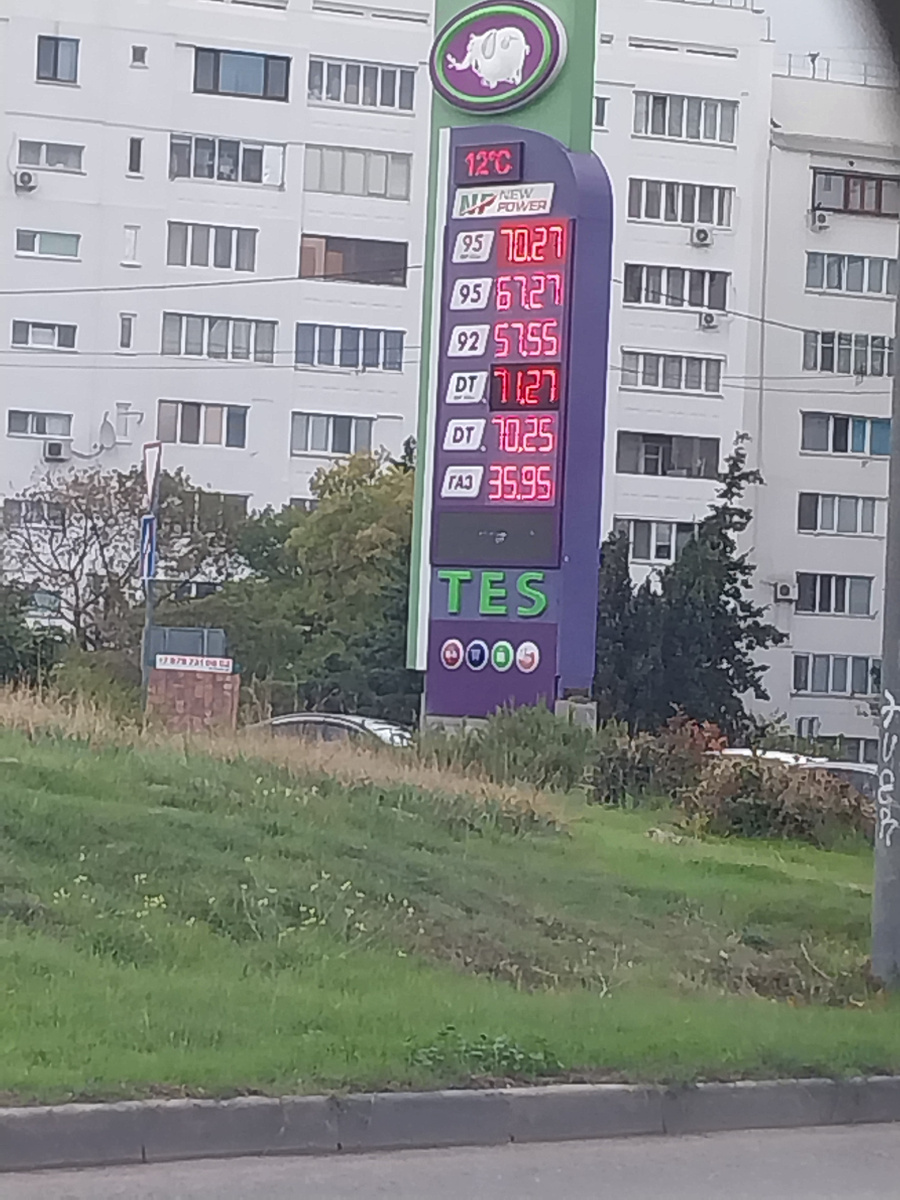 12°C
NP NEW POWER
95 70.27
95 67.27
92 57.55
DT 71.27
DT 70.25
ГАЗ 35.95
TES